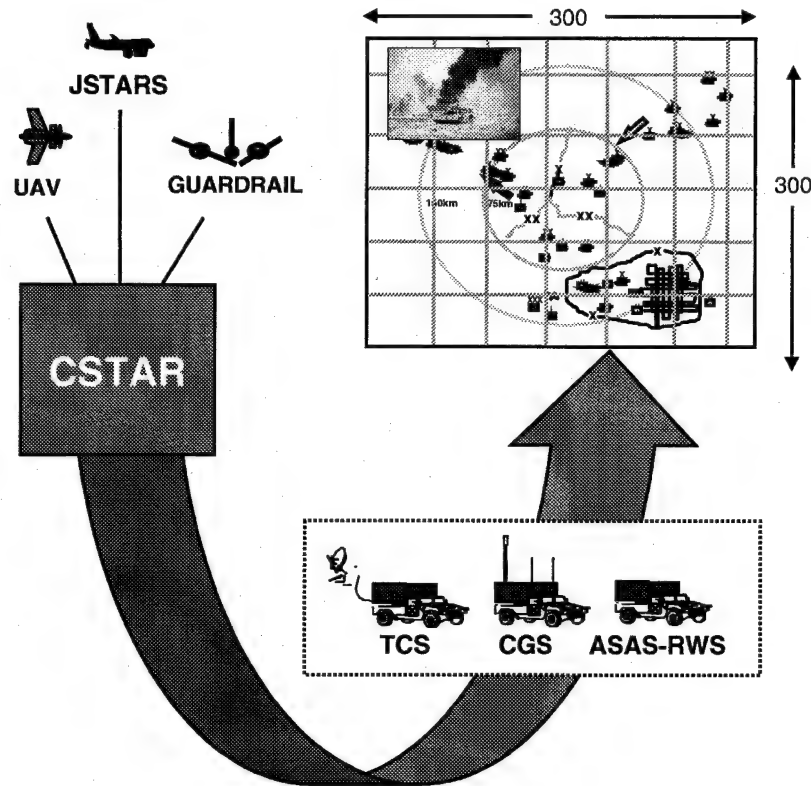 300
JSTARS
UAV
GUARDRAIL
300
75km
XX
XX
X
X
CSTAR
TCS
CGS
ASAS-RWS